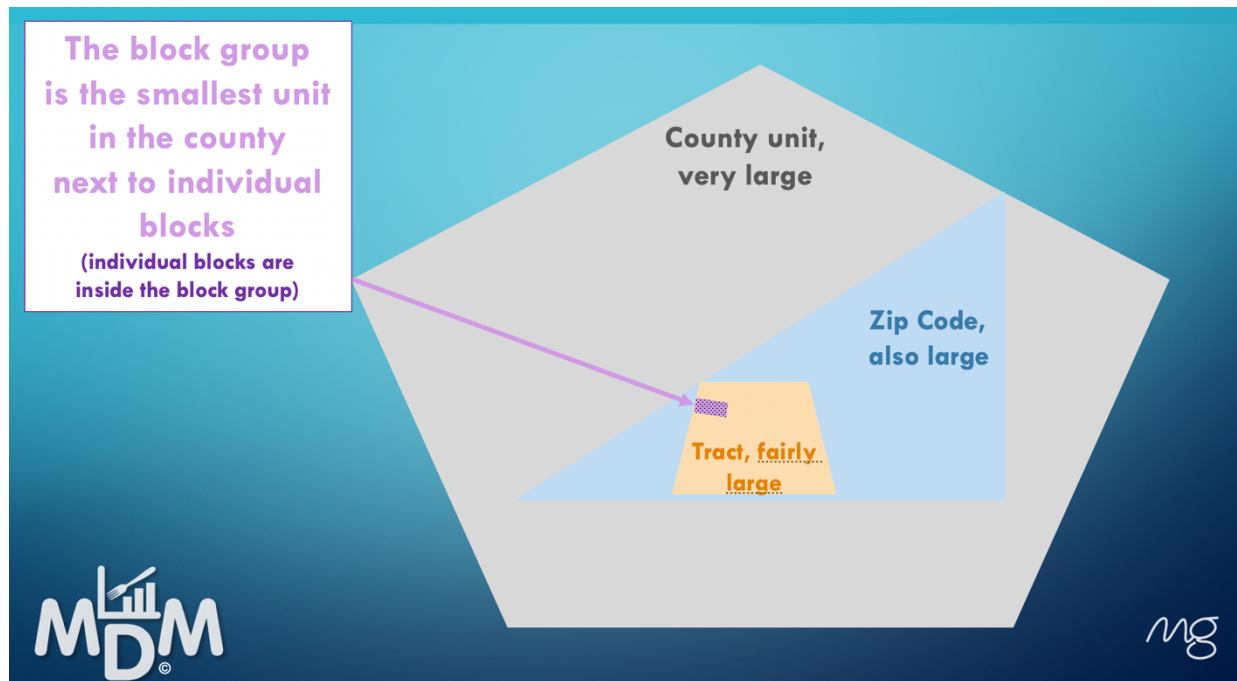 The block group
is the smallest unit
in the county
next to individual
blocks
(individual blocks are
inside the block group)
County unit,
very large
Zip Code,
also large
Tract, fairly
large
MDM
©
mg